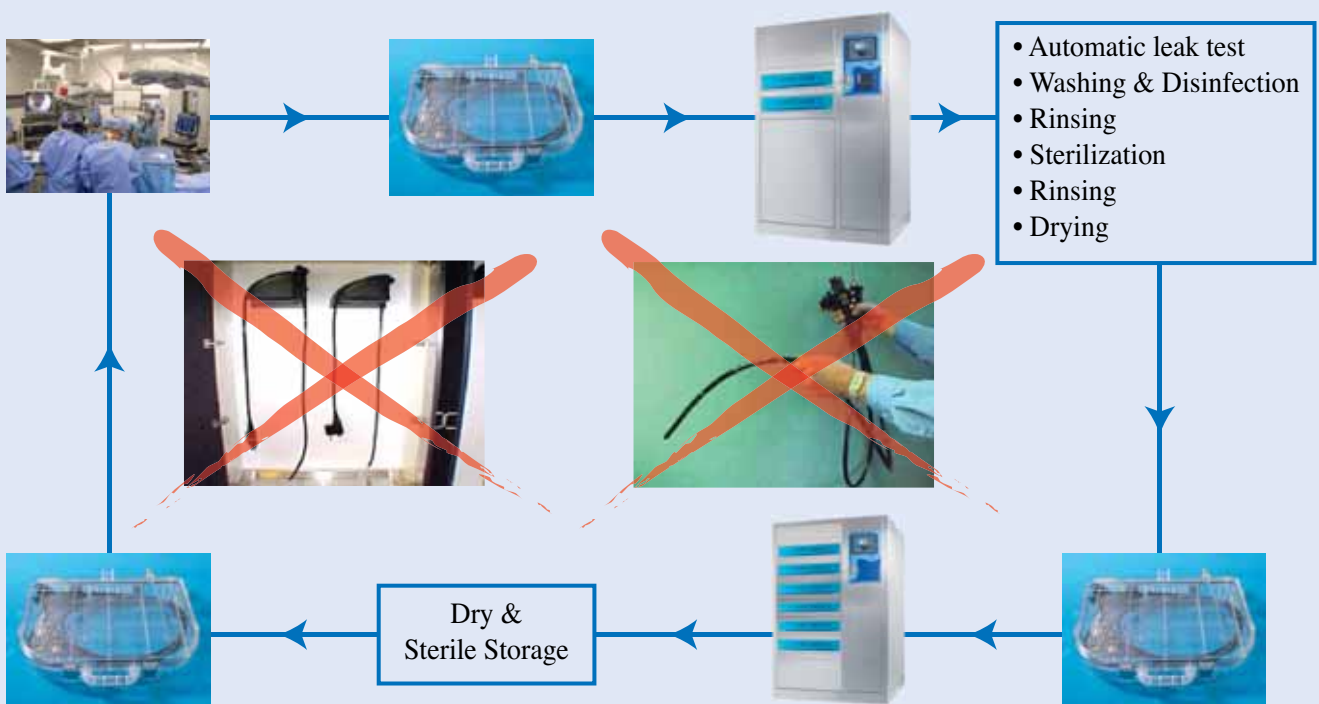 • Automatic leak test
• Washing & Disinfection
• Rinsing
• Sterilization
• Rinsing
• Drying
Dry &
Sterile Storage